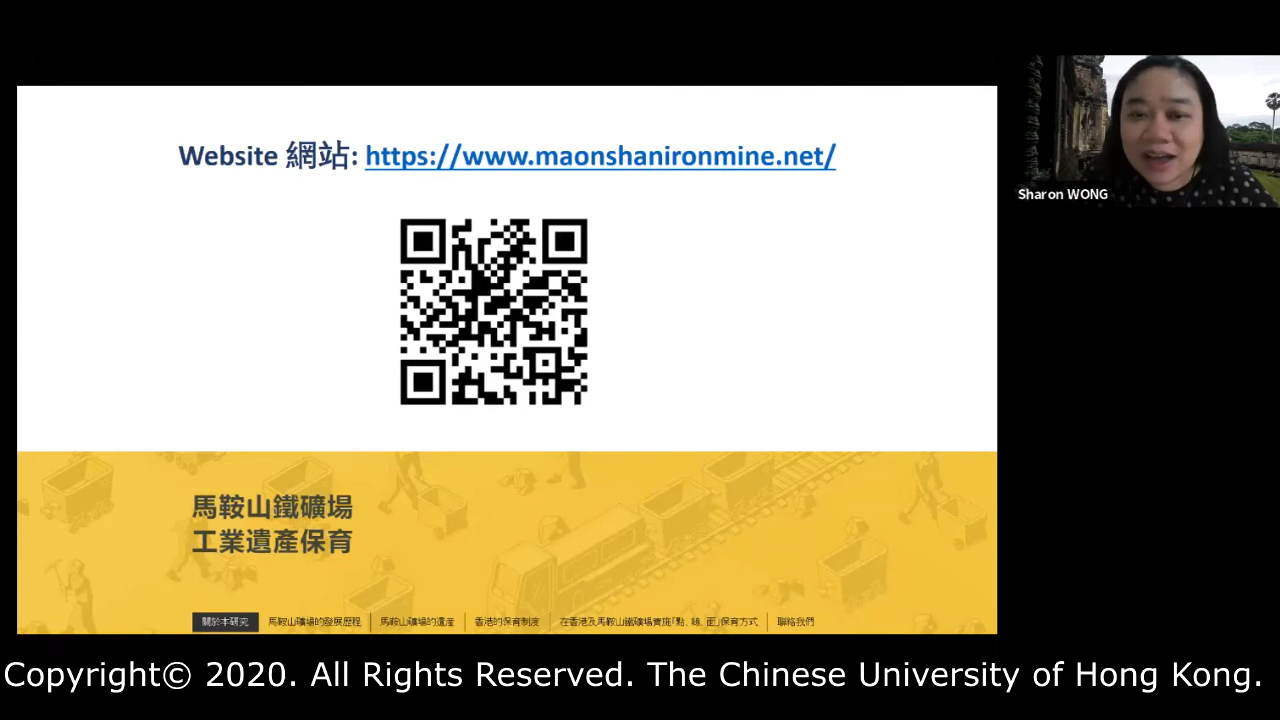 Website 網站: https://www.maonshanironmine.net/
Sharon WONG
馬鞍山鐵礦場
工業遺產保育
關於本研究 馬鞍山礦場的發展歷程 馬鞍山礦場的遺產 香港的保育制度 在香港及馬鞍山鐵礦場實施「點、線、面」保育方式 聯絡我們
Copyright© 2020. All Rights Reserved. The Chinese University of Hong Kong.